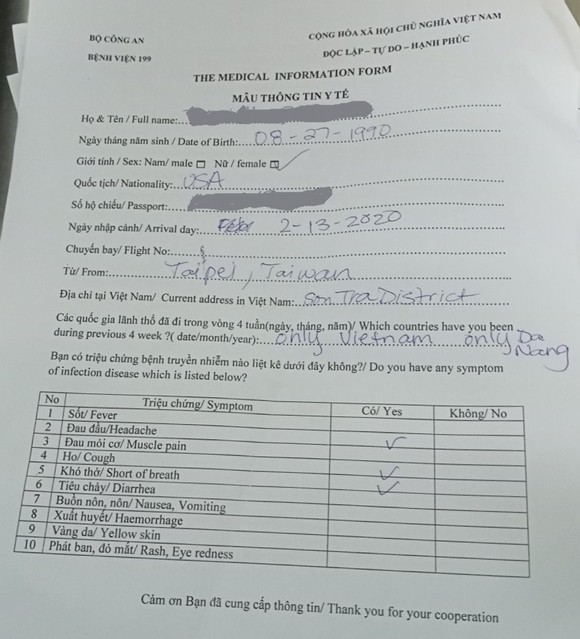 BỘ CÔNG AN
BỆNH VIỆN 199
CỘNG HÒA XÃ HỘI CHỦ NGHĨA VIỆT NAM
ĐỘC LẬP – TỰ DO – HẠNH PHÚC
THE MEDICAL INFORMATION FORM
MẪU THÔNG TIN Y TẾ
Họ & Tên / Full name:
Ngày tháng năm sinh / Date of Birth: 08-27-1990
Giới tính / Sex: Nam/ male ☐ Nữ / female ☑
Quốc tịch/ Nationality: USA
Số hộ chiếu/ Passport:
Ngày nhập cảnh/ Arrival day: 2-13-2020
Chuyến bay/ Flight No:
Từ/ From: Taipei, Taiwan
Địa chỉ tại Việt Nam/ Current address in Việt Nam: Son Tra District
Các quốc gia lãnh thổ đã đi trong vòng 4 tuần(ngày, tháng, năm)/ Which countries have you been
during previous 4 week ?( date/month/year): only Vietnam only Da Nang
Bạn có triệu chứng bệnh truyền nhiễm nào liệt kê dưới đây không?/ Do you have any symptom
of infection disease which is listed below?
No Triệu chứng/ Symptom Có/ Yes Không/ No
1 Sốt/ Fever
2 Đau đầu/Headache
3 Đau mỏi cơ/ Muscle pain ✓
4 Ho/ Cough
5 Khó thở/ Short of breath ✓
6 Tiêu chảy/ Diarrhea ✓
7 Buồn nôn, nôn/ Nausea, Vomiting
8 Xuất huyết/ Haemorrhage
9 Vàng da/ Yellow skin
10 Phát ban, đỏ mắt/ Rash, Eye redness
Cảm ơn Bạn đã cung cấp thông tin/ Thank you for your cooperation